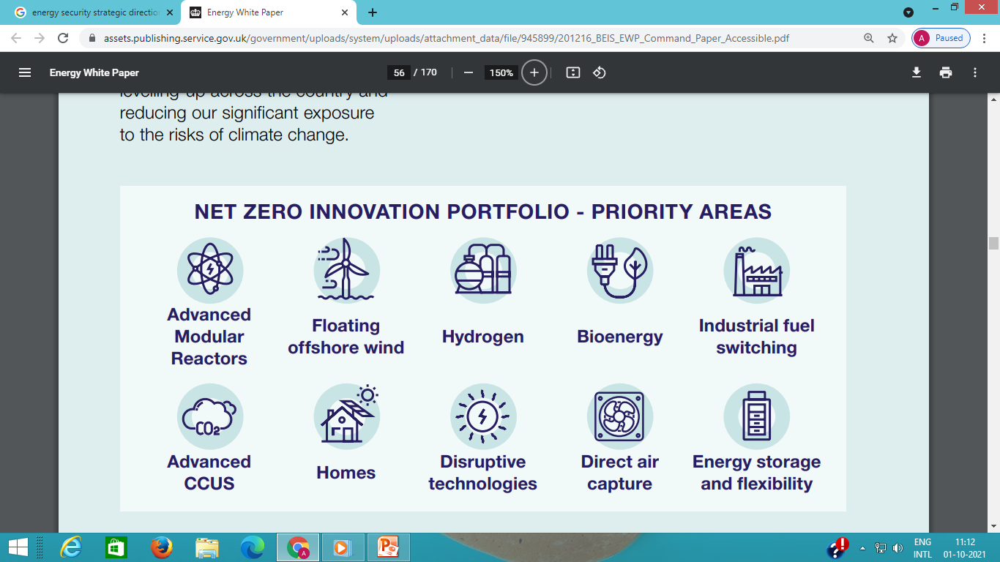 energy security strategic directio
Energy White Paper
assets.publishing.service.gov.uk/government/uploads/system/uploads/attachment_data/file/945899/201216_BEIS_EWP_Command_Paper_Accessible.pdf
A Paused
Energy White Paper
56 / 170
150%
levelling up across the country and
reducing our significant exposure
to the risks of climate change.
NET ZERO INNOVATION PORTFOLIO - PRIORITY AREAS
Advanced
Modular
Reactors
Floating
offshore wind
Hydrogen
Bioenergy
Industrial fuel
switching
CO2
Advanced
CCUS
Homes
Disruptive
technologies
Direct air
capture
Energy storage
and flexibility
ENG
INTL
11:12
01-10-2021